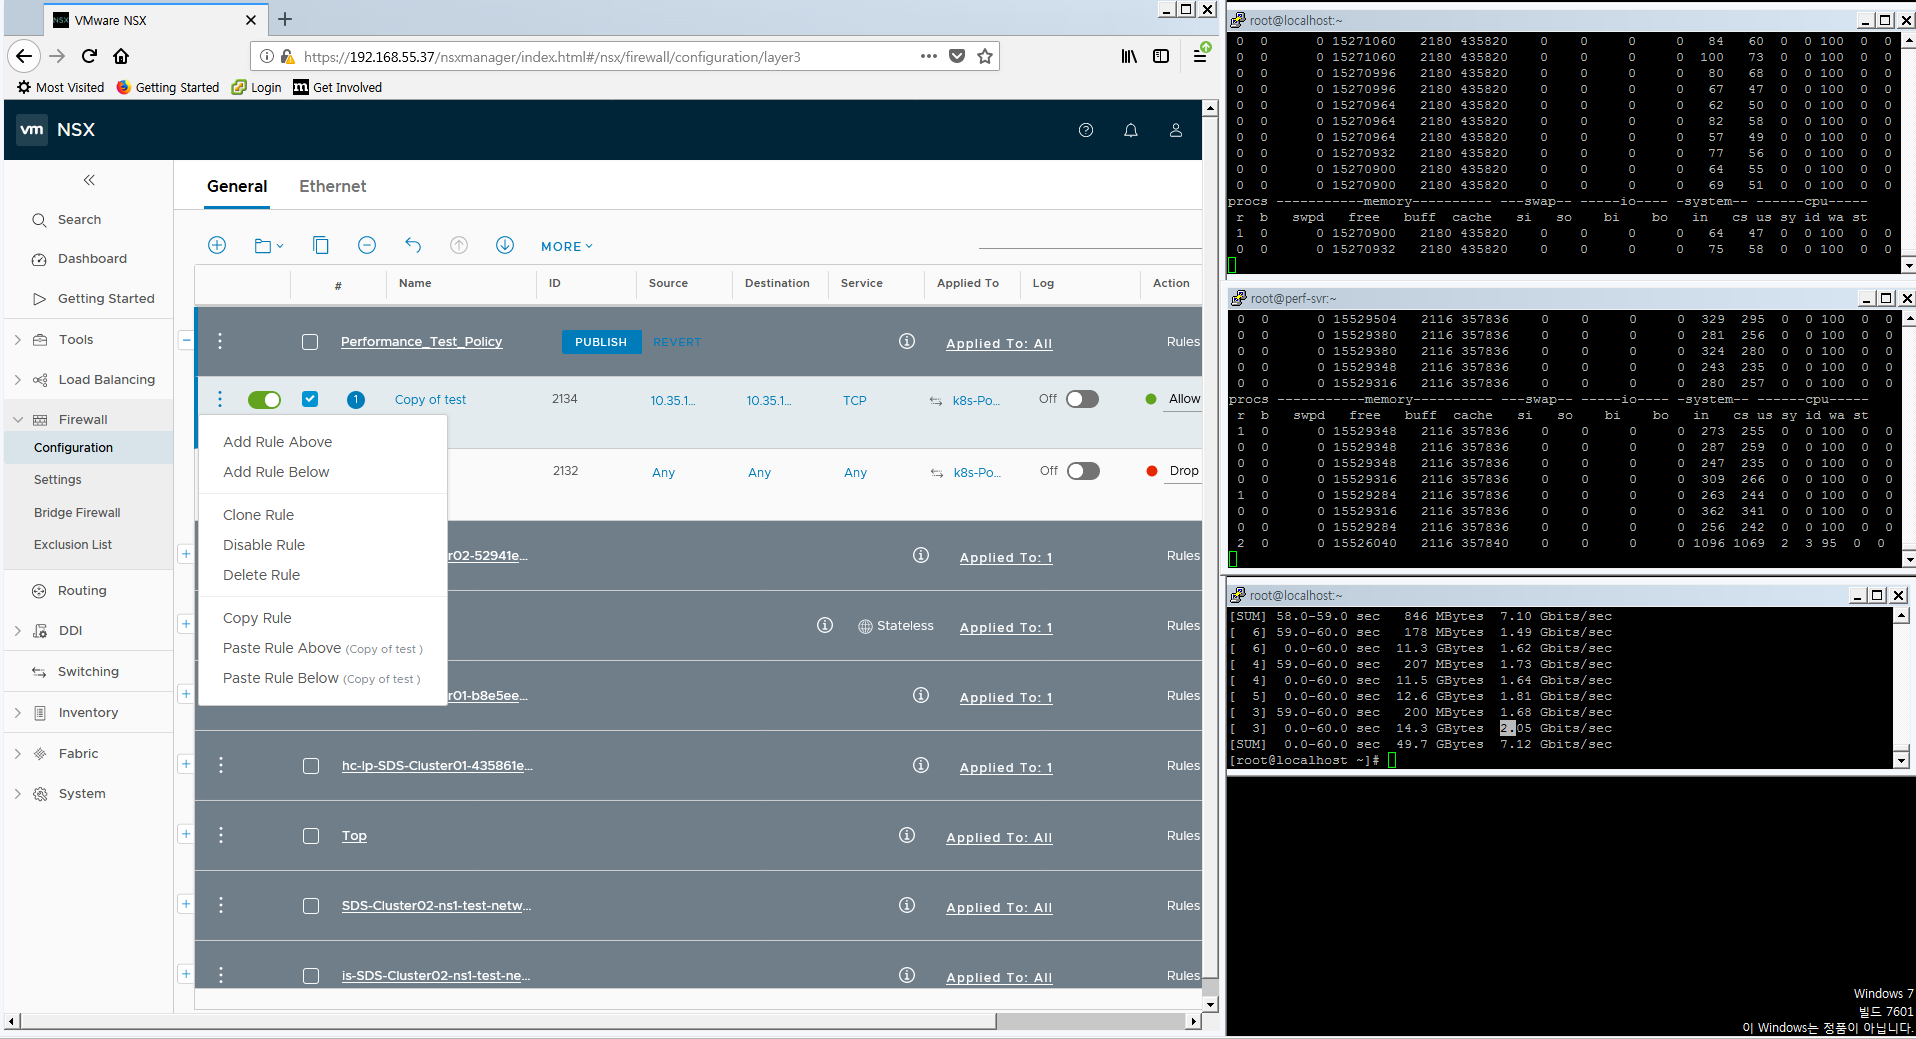 VMware NSX
https://192.168.55.37/nsxmanager/index.html#/nsx/firewall/configuration/layer3
Most Visited Getting Started Login Get Involved
vm NSX
Search
Dashboard
Getting Started
Tools
Load Balancing
Firewall
Configuration
Settings
Bridge Firewall
Exclusion List
Routing
DDI
Switching
Inventory
Fabric
System
General Ethernet
MORE
# Name ID Source Destination Service Applied To Log Action
Performance_Test_Policy PUBLISH REVERT Applied To: All Rules
1 Copy of test 2134 10.35.1... 10.35.1... TCP k8s-Po... Off Allow
2132 Any Any Any k8s-Po... Off Drop
Add Rule Above
Add Rule Below
Clone Rule
Disable Rule
Delete Rule
Copy Rule
Paste Rule Above (Copy of test )
Paste Rule Below (Copy of test )
r02-52941e... Applied To: 1 Rules
Stateless Applied To: 1 Rules
r01-b8e5ee... Applied To: 1 Rules
hc-lp-SDS-Cluster01-435861e... Applied To: 1 Rules
Top Applied To: All Rules
SDS-Cluster02-ns1-test-netw... Applied To: All Rules
is-SDS-Cluster02-ns1-test-ne... Applied To: All Rules
root@localhost:~
0 0 0 15271060 2180 435820 0 0 0 0 84 60 0 0 100 0 0
0 0 0 15271060 2180 435820 0 0 0 0 100 73 0 0 100 0 0
0 0 0 15270996 2180 435820 0 0 0 0 80 68 0 0 100 0 0
0 0 0 15270996 2180 435820 0 0 0 0 67 47 0 0 100 0 0
0 0 0 15270964 2180 435820 0 0 0 0 62 50 0 0 100 0 0
0 0 0 15270964 2180 435820 0 0 0 0 82 58 0 0 100 0 0
0 0 0 15270964 2180 435820 0 0 0 0 57 49 0 0 100 0 0
0 0 0 15270932 2180 435820 0 0 0 0 77 56 0 0 100 0 0
0 0 0 15270900 2180 435820 0 0 0 0 64 55 0 0 100 0 0
0 0 0 15270900 2180 435820 0 0 0 0 69 51 0 0 100 0 0
procs -----------memory---------- ---swap-- -----io---- -system-- ------cpu-----
r b swpd free buff cache si so bi bo in cs us sy id wa st
1 0 0 15270900 2180 435820 0 0 0 0 64 47 0 0 100 0 0
0 0 0 15270932 2180 435820 0 0 0 0 75 58 0 0 100 0 0
root@perf-svr:~
0 0 0 15529504 2116 357836 0 0 0 0 329 295 0 0 100 0 0
0 0 0 15529380 2116 357836 0 0 0 0 281 256 0 0 100 0 0
0 0 0 15529380 2116 357836 0 0 0 0 324 280 0 0 100 0 0
0 0 0 15529348 2116 357836 0 0 0 0 243 235 0 0 100 0 0
0 0 0 15529316 2116 357836 0 0 0 0 280 257 0 0 100 0 0
procs -----------memory---------- ---swap-- -----io---- -system-- ------cpu-----
r b swpd free buff cache si so bi bo in cs us sy id wa st
1 0 0 15529348 2116 357836 0 0 0 0 273 255 0 0 100 0 0
0 0 0 15529348 2116 357836 0 0 0 0 287 259 0 0 100 0 0
0 0 0 15529348 2116 357836 0 0 0 0 247 235 0 0 100 0 0
0 0 0 15529316 2116 357836 0 0 0 0 309 266 0 0 100 0 0
1 0 0 15529284 2116 357836 0 0 0 0 263 244 0 0 100 0 0
0 0 0 15529316 2116 357836 0 0 0 0 362 341 0 0 100 0 0
0 0 0 15529284 2116 357836 0 0 0 0 256 242 0 0 100 0 0
2 0 0 15526040 2116 357840 0 0 0 0 1096 1069 2 3 95 0 0
root@localhost:~
[SUM] 58.0-59.0 sec 846 MBytes 7.10 Gbits/sec
[ 6] 59.0-60.0 sec 178 MBytes 1.49 Gbits/sec
[ 6] 0.0-60.0 sec 11.3 GBytes 1.62 Gbits/sec
[ 4] 59.0-60.0 sec 207 MBytes 1.73 Gbits/sec
[ 4] 0.0-60.0 sec 11.5 GBytes 1.64 Gbits/sec
[ 5] 0.0-60.0 sec 12.6 GBytes 1.81 Gbits/sec
[ 3] 59.0-60.0 sec 200 MBytes 1.68 Gbits/sec
[ 3] 0.0-60.0 sec 14.3 GBytes 2.05 Gbits/sec
[SUM] 0.0-60.0 sec 49.7 GBytes 7.12 Gbits/sec
[root@localhost ~]#
Windows 7
빌드 7601
이 Windows는 정품이 아닙니다.